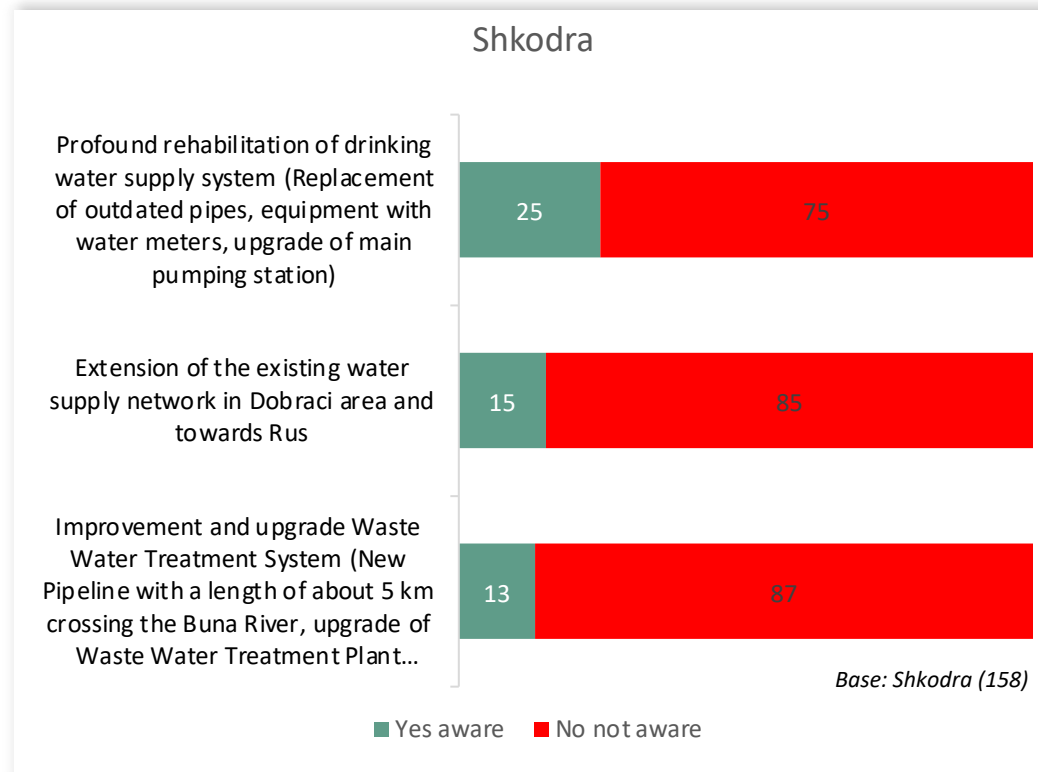 Shkodra
Profound rehabilitation of drinking
water supply system (Replacement
of outdated pipes, equipment with
water meters, upgrade of main
pumping station)
25
75
Extension of the existing water
supply network in Dobraci area and
towards Rus
15
85
Improvement and upgrade Waste
Water Treatment System (New
Pipeline with a length of about 5 km
crossing the Buna River, upgrade of
Waste Water Treatment Plant...
13
87
Base: Shkodra (158)
Yes aware No not aware